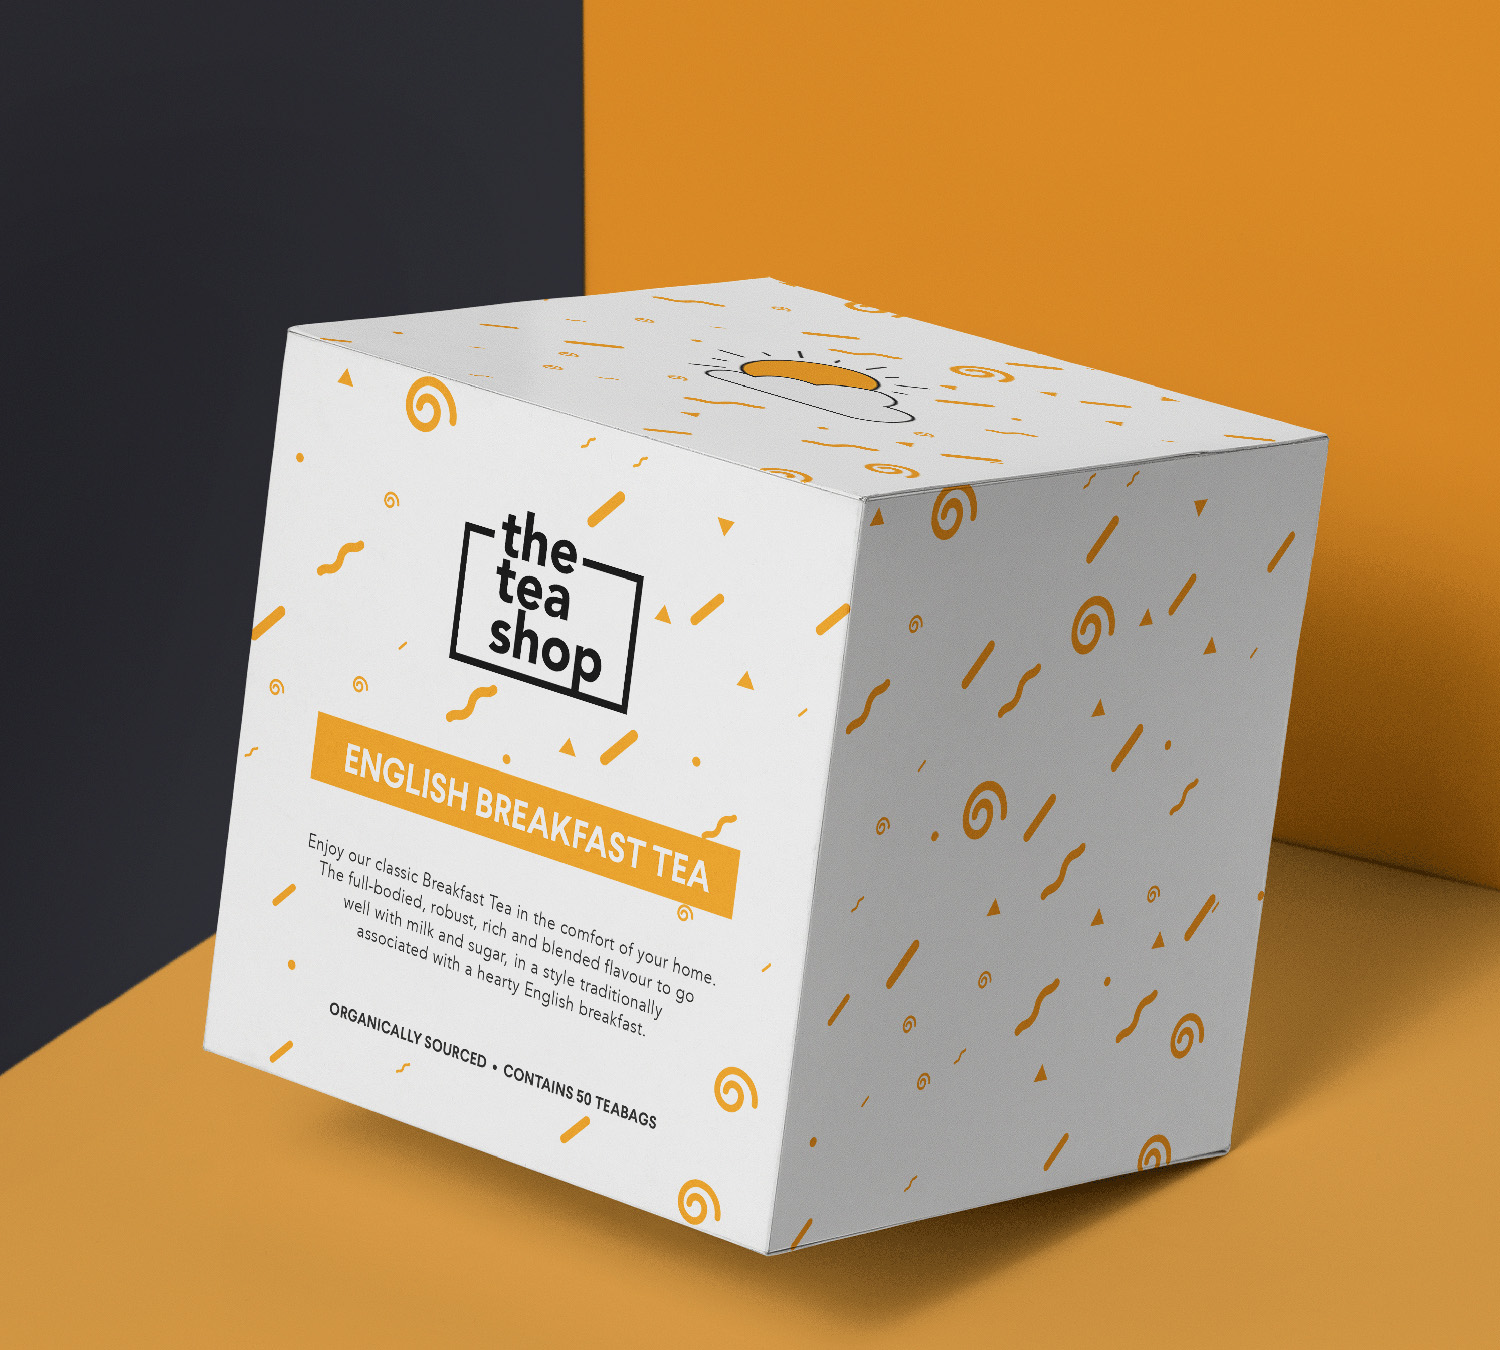 the
tea
shop
ENGLISH BREAKFAST TEA
Enjoy our classic Breakfast Tea in the comfort of your home.
The full-bodied, robust, rich and blended flavour to go
well with milk and sugar, in a style traditionally
associated with a hearty English breakfast.
ORGANICALLY SOURCED • CONTAINS 50 TEABAGS